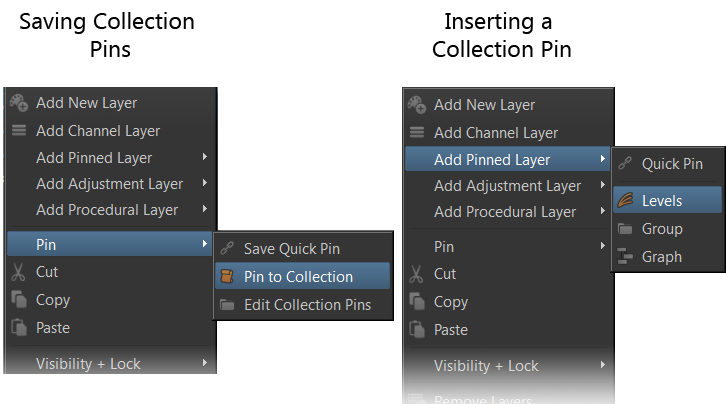 Saving Collection
Pins
Add New Layer
Add Channel Layer
Add Pinned Layer
Add Adjustment Layer
Add Procedural Layer
Pin
Cut
Copy
Paste
Visibility + Lock
Save Quick Pin
Pin to Collection
Edit Collection Pins
Inserting a
Collection Pin
Add New Layer
Add Channel Layer
Add Pinned Layer
Add Adjustment Layer
Add Procedural Layer
Pin
Cut
Copy
Paste
Visibility + Lock
Remove Layers
Quick Pin
Levels
Group
Graph